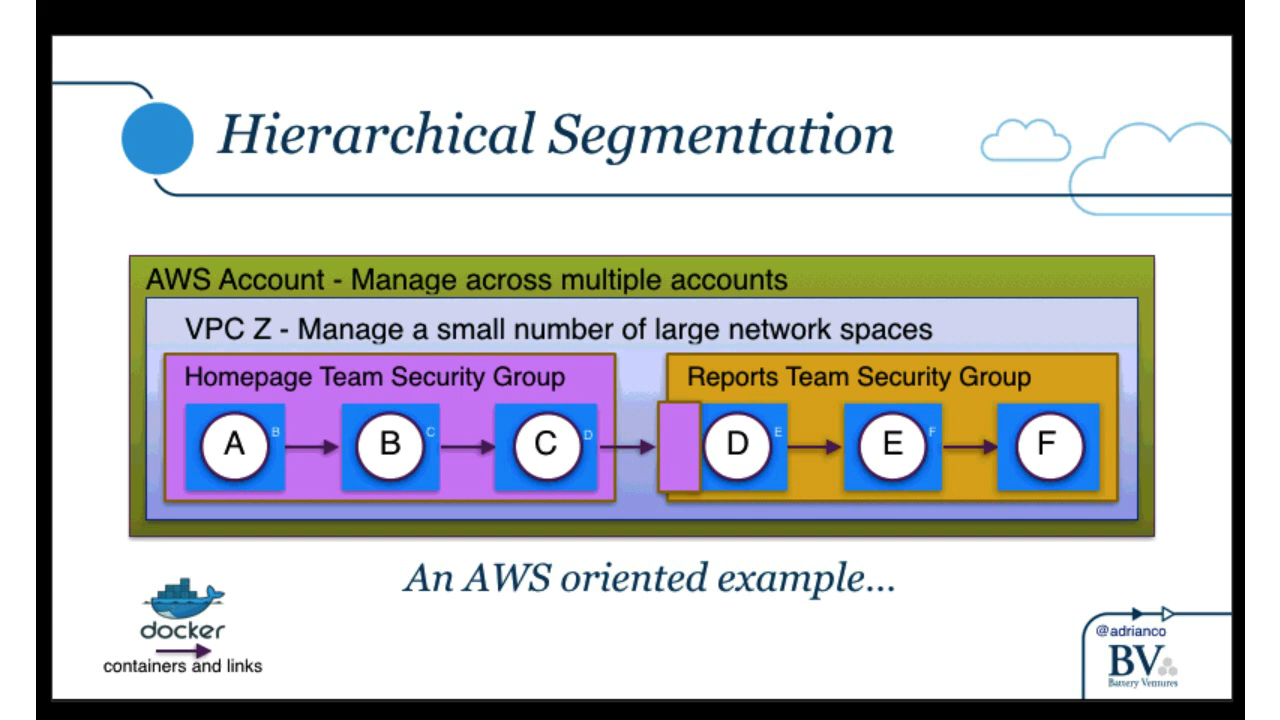 Hierarchical Segmentation
AWS Account - Manage across multiple accounts
VPC Z - Manage a small number of large network spaces
Homepage Team Security Group
Reports Team Security Group
A B B C C D D E E F F
An AWS oriented example...
docker
containers and links
@adrianco
BV
Battery Ventures